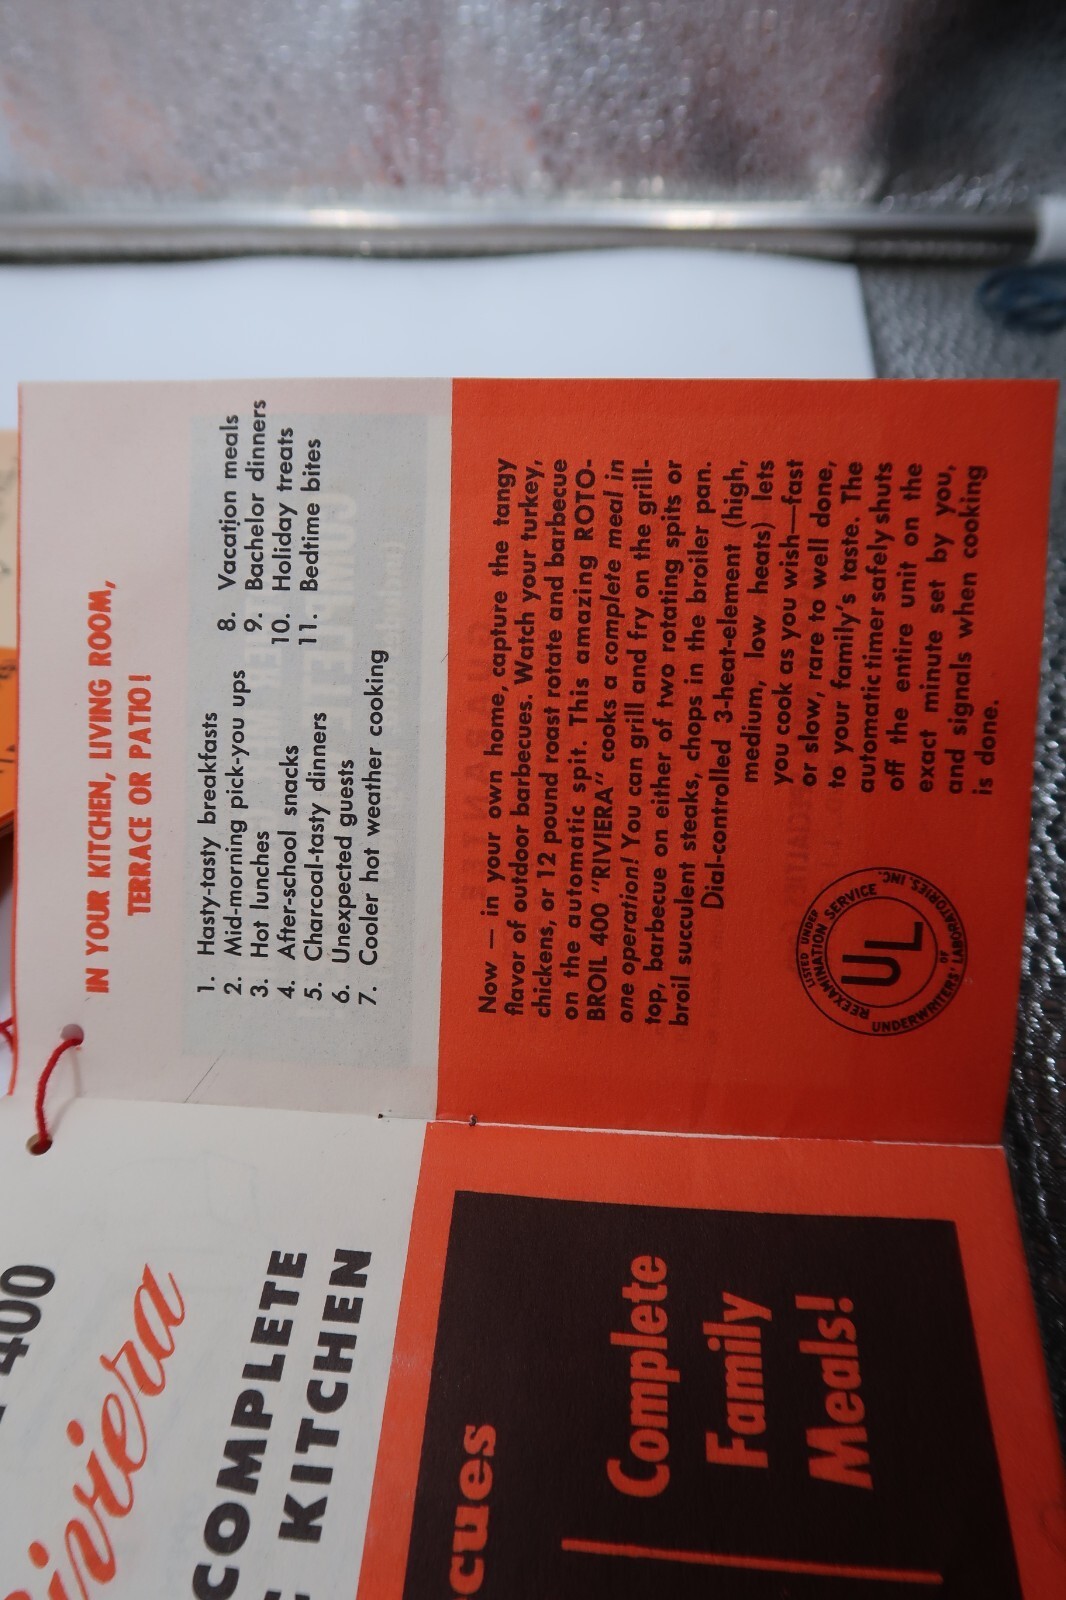 IN YOUR KITCHEN, LIVING ROOM,
TERRACE OR PATIO!
1. Hasty-tasty breakfasts
2. Mid-morning pick-you ups
3. Hot lunches
4. After-school snacks
5. Charcoal-tasty dinners
6. Unexpected guests
7. Cooler hot weather cooking
8. Vacation meals
9. Bachelor dinners
10. Holiday treats
11. Bedtime bites
Now — in your own home, capture the tangy
flavor of outdoor barbecues. Watch your turkey,
chickens, or 12 pound roast rotate and barbecue
on the automatic spit. This amazing ROTO-
BROIL 400 "RIVIERA" cooks a complete meal in
one operation! You can grill and fry on the grill-
top, barbecue on either of two rotating spits or
broil succulent steaks, chops in the broiler pan.
Dial-controlled 3-heat-element (high,
medium, low heats) lets
you cook as you wish—fast
or slow, rare to well done,
to your family's taste. The
automatic timer safely shuts
off the entire unit on the
exact minute set by you,
and signals when cooking
is done.
LISTED UNDER
REEXAMINATION SERVICE
UL
OF
UNDERWRITERS' LABORATORIES, INC.
400
Riviera
COMPLETE
KITCHEN
cues
Complete
Family
Meals!